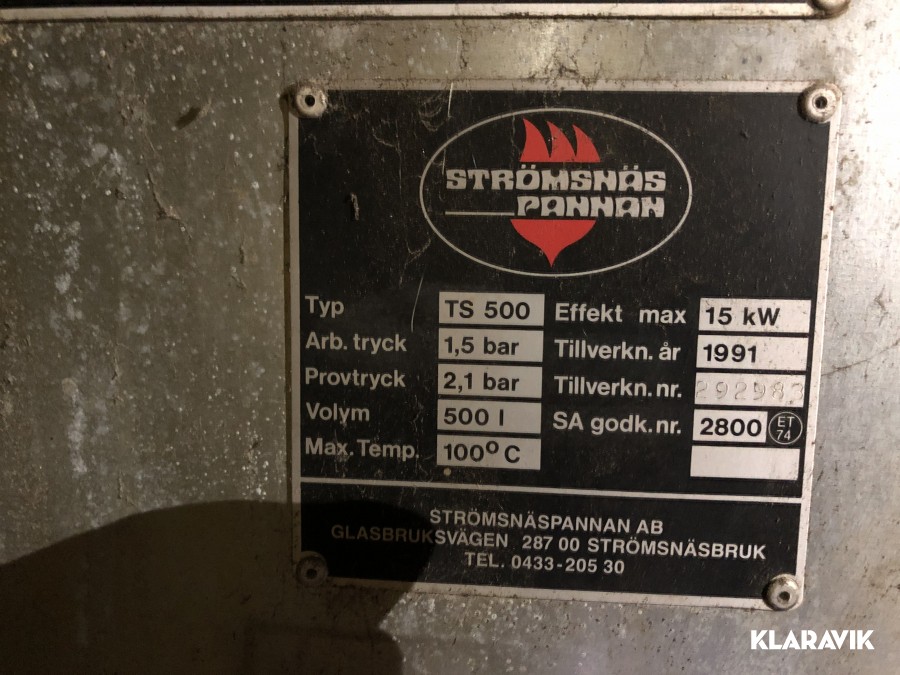 STRÖMSNÄS
PANNAN
Typ TS 500 Effekt max 15 kW
Arb. tryck 1,5 bar Tillverkn. år 1991
Provtryck 2,1 bar Tillverkn. nr. 292983
Volym 500 l SA godk. nr. 2800 ET 74
Max. Temp. 100° C
STRÖMSNÄSPANNAN AB
GLASBRUKSVÄGEN 287 00 STRÖMSNÄSBRUK
TEL. 0433-205 30
KLARAVIK